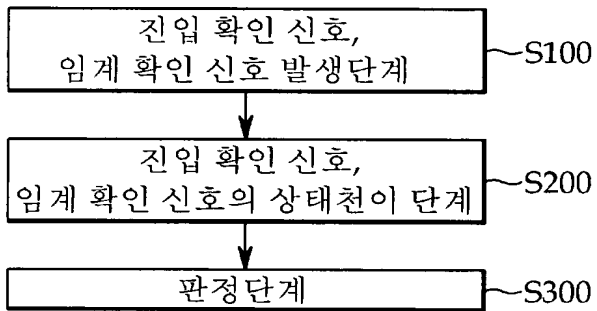 진입 확인 신호,
임계 확인 신호 발생단계
S100
진입 확인 신호,
임계 확인 신호의 상태천이 단계
S200
판정단계
S300